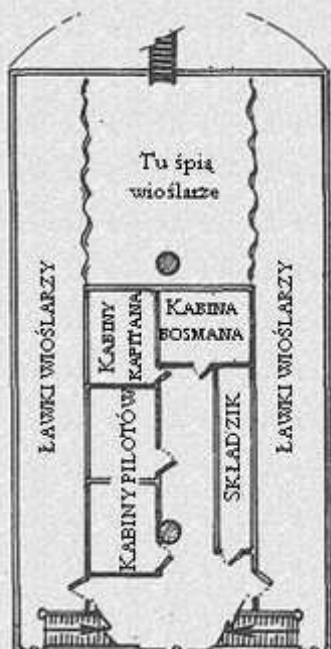 Tu śpią
wioślarze
KABINY
KAPITANA
KABINA
BOSMANA
ŁAWKI WIOŚLARZY
ŁAWKI WIOŚLARZY
KABINY PILOTÓW
SKŁADZIK